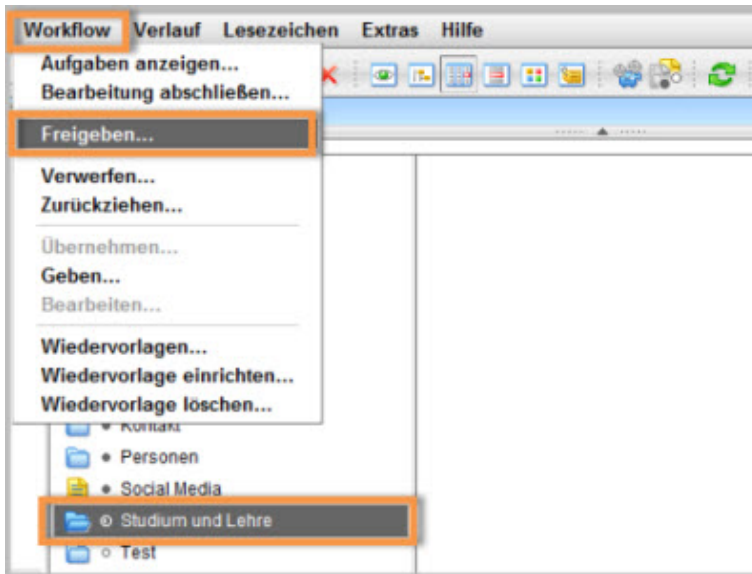 Workflow Verlauf Lesezeichen Extras Hilfe
Aufgaben anzeigen...
Bearbeitung abschließen...
Freigeben...
Verwerfen...
Zurückziehen...
Übernehmen...
Geben...
Bearbeiten...
Wiedervorlagen...
Wiedervorlage einrichten...
Wiedervorlage löschen...
Kontakt
Personen
Social Media
Studium und Lehre
Test